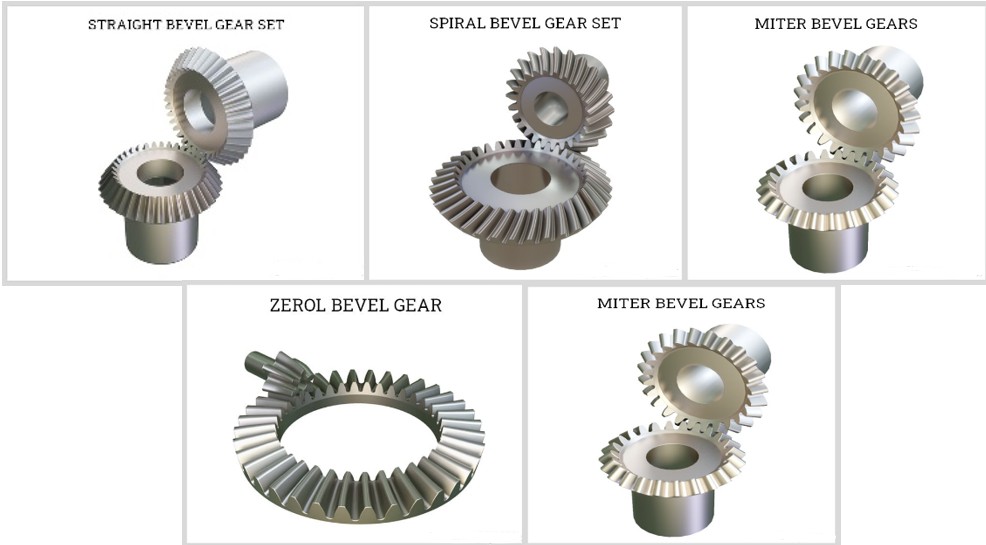 STRAIGHT BEVEL GEAR SET
SPIRAL BEVEL GEAR SET
MITER BEVEL GEARS
ZEROL BEVEL GEAR
MITER BEVEL GEARS